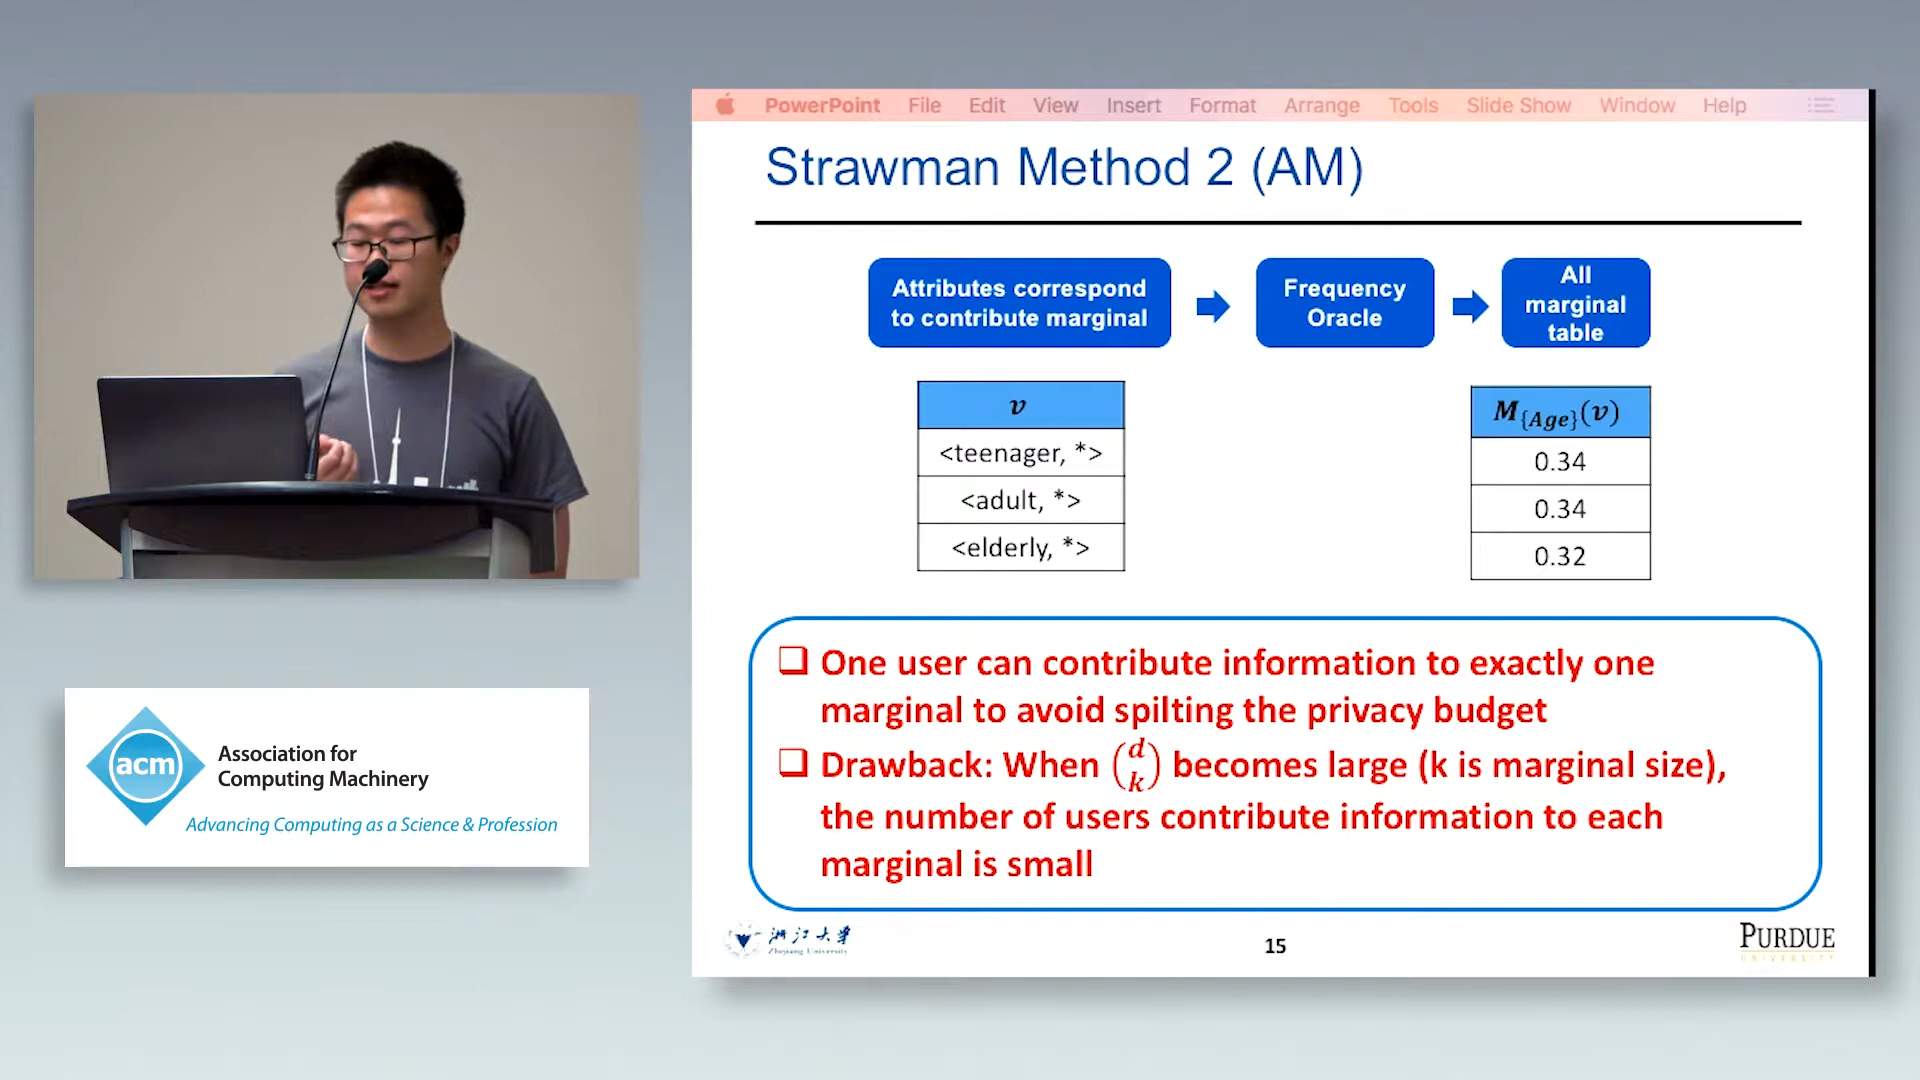 PowerPoint File Edit View Insert Format Arrange Tools Slide Show Window Help
Strawman Method 2 (AM)
Attributes correspond
to contribute marginal
Frequency
Oracle
All
marginal
table
v
<teenager, *>
<adult, *>
<elderly, *>
M{Age}(v)
0.34
0.34
0.32
❑ One user can contribute information to exactly one
marginal to avoid spilting the privacy budget
❑ Drawback: When (d k) becomes large (k is marginal size),
the number of users contribute information to each
marginal is small
浙江大学
Zhejiang University
15
PURDUE
UNIVERSITY
acm
Association for
Computing Machinery
Advancing Computing as a Science & Profession